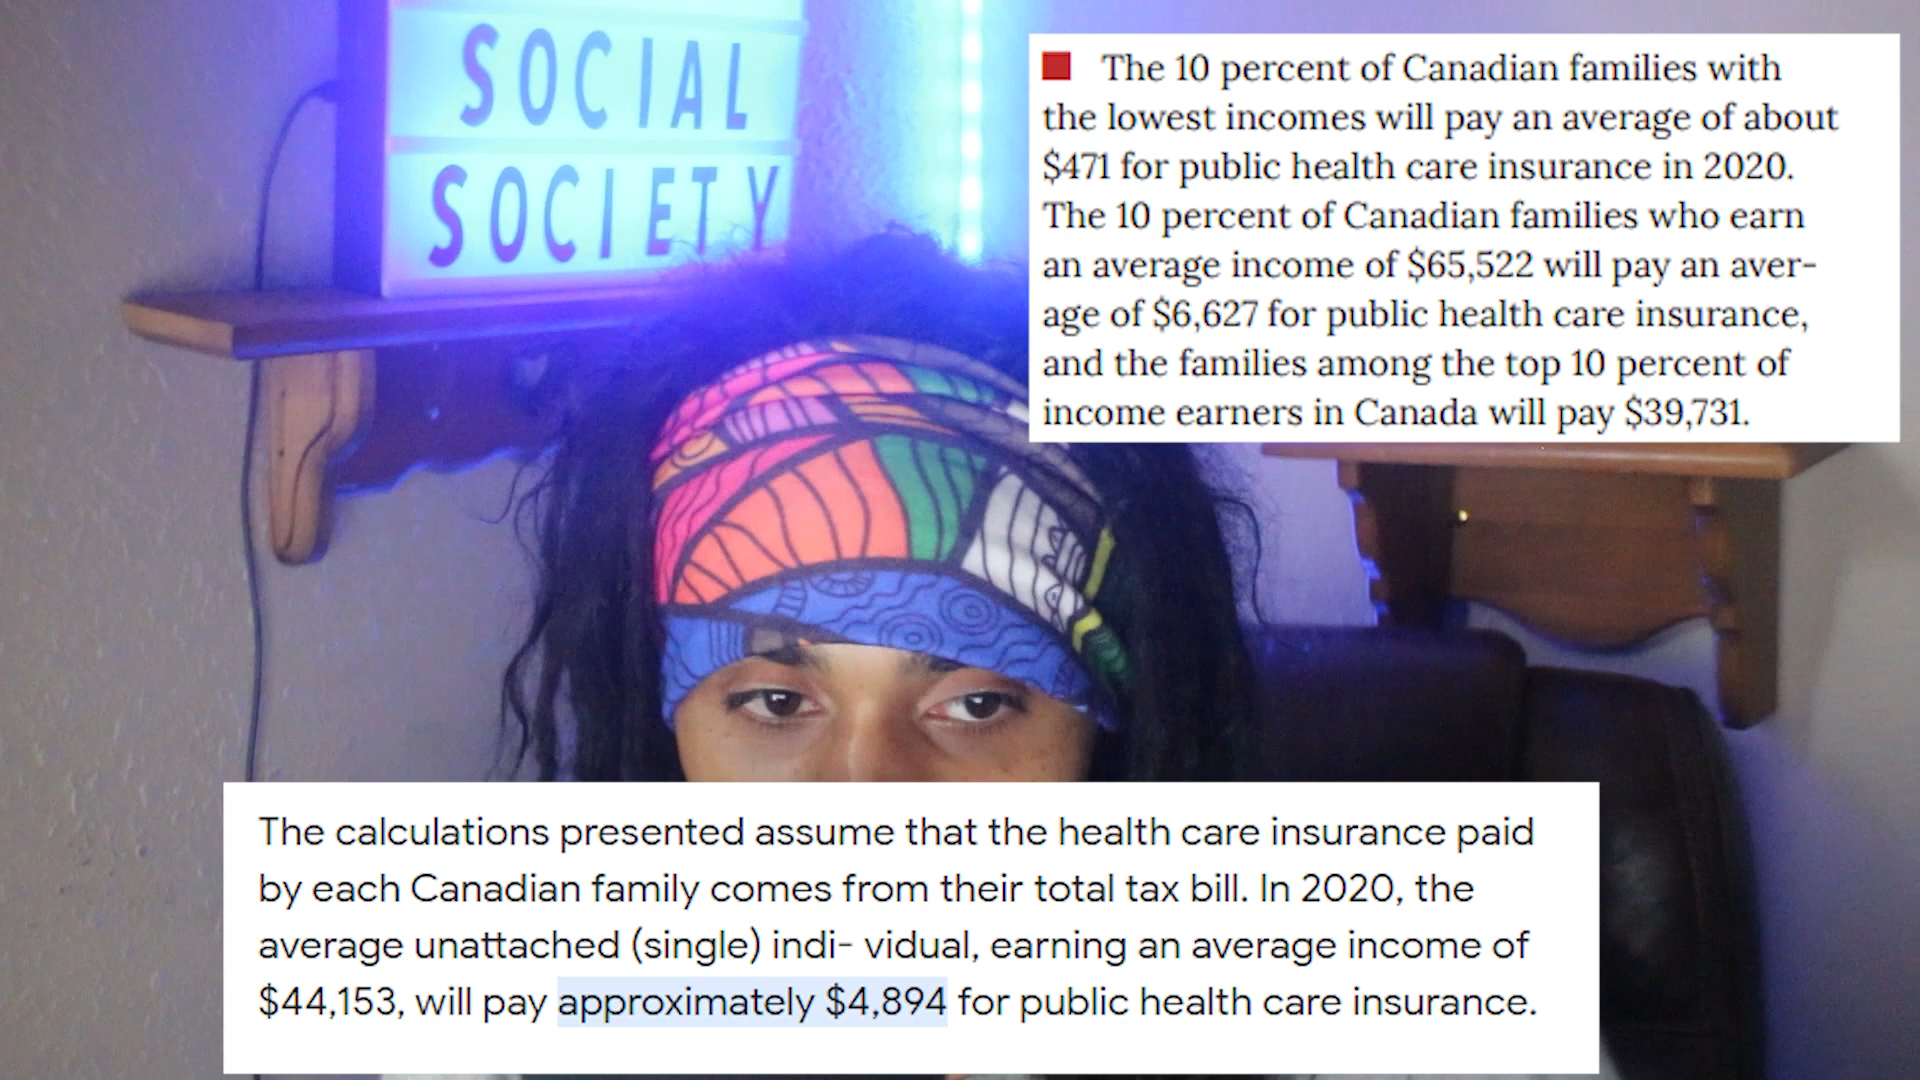 SOCIAL
SOCIETY
The 10 percent of Canadian families with
the lowest incomes will pay an average of about
$471 for public health care insurance in 2020.
The 10 percent of Canadian families who earn
an average income of $65,522 will pay an aver-
age of $6,627 for public health care insurance,
and the families among the top 10 percent of
income earners in Canada will pay $39,731.
The calculations presented assume that the health care insurance paid
by each Canadian family comes from their total tax bill. In 2020, the
average unattached (single) indi- vidual, earning an average income of
$44,153, will pay approximately $4,894 for public health care insurance.